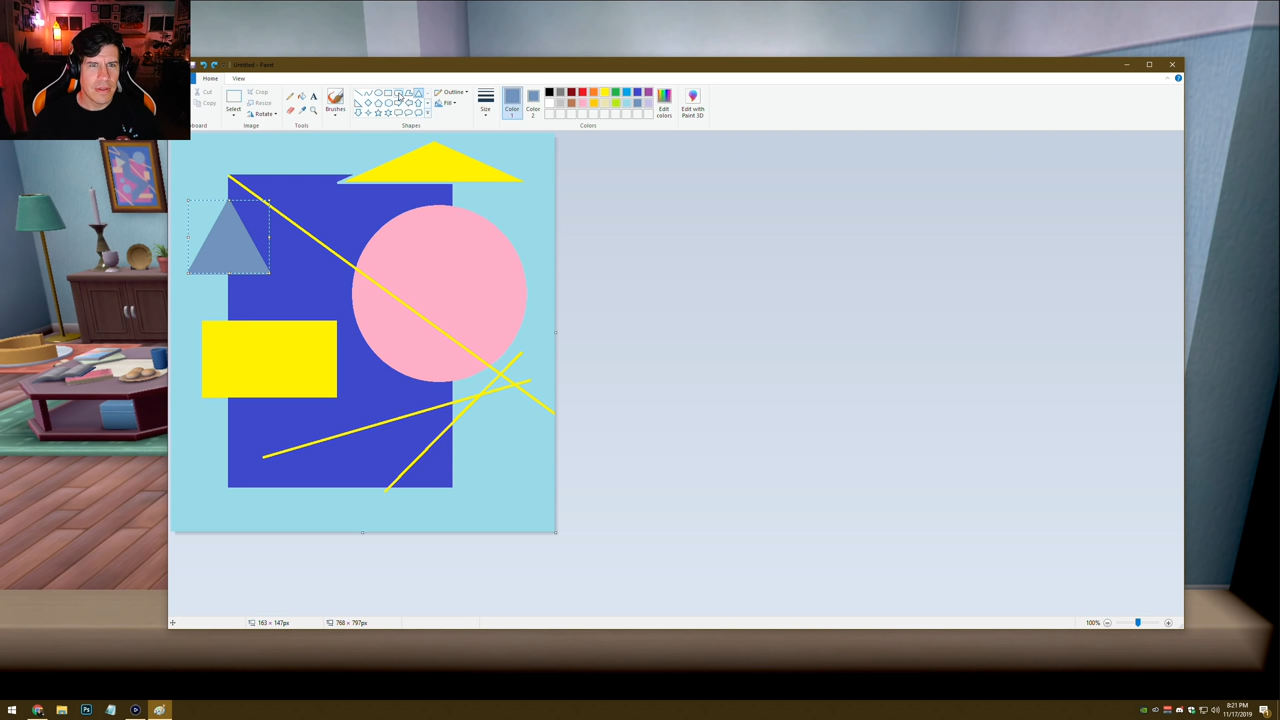 Untitled - Paint
Home
View
Cut
Copy
board
Select
Crop
Resize
Rotate
Image
A
Tools
Brushes
Shapes
Outline
Fill
Size
Color
1
Color
2
Edit
colors
Edit with
Paint 3D
Colors
163 × 147px
768 × 797px
100%
Ps
8:21 PM
11/17/2019